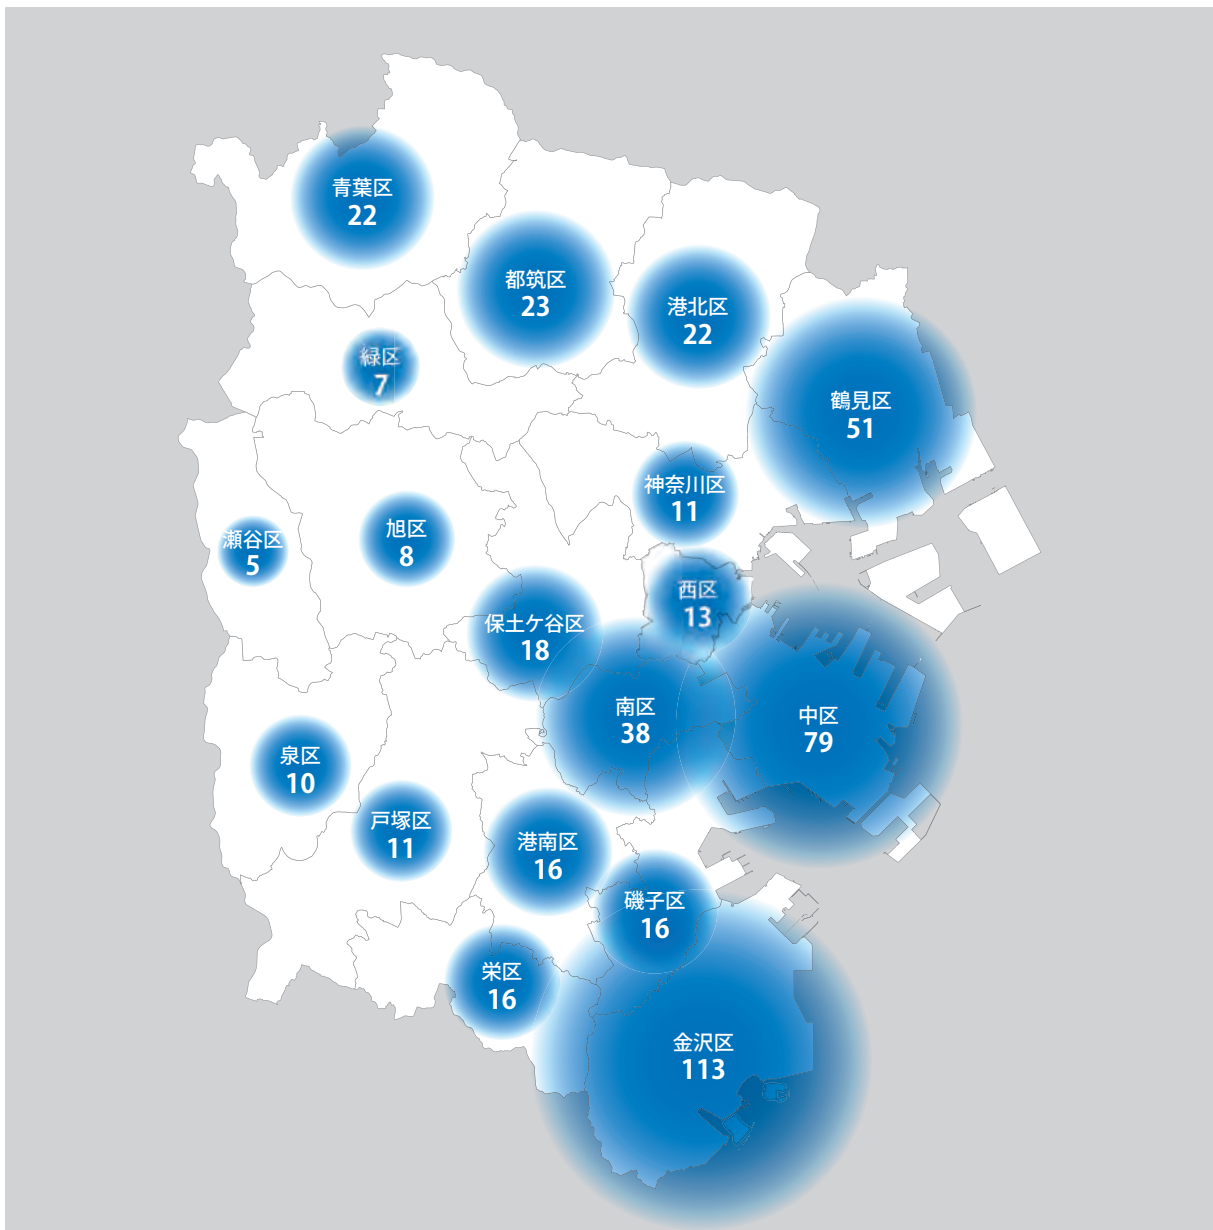 青葉区
22
都筑区
23
港北区
22
緑区
7
鶴見区
51
神奈川区
11
旭区
8
瀬谷区
5
西区
13
保土ケ谷区
18
南区
38
中区
79
泉区
10
戸塚区
11
港南区
16
磯子区
16
栄区
16
金沢区
113